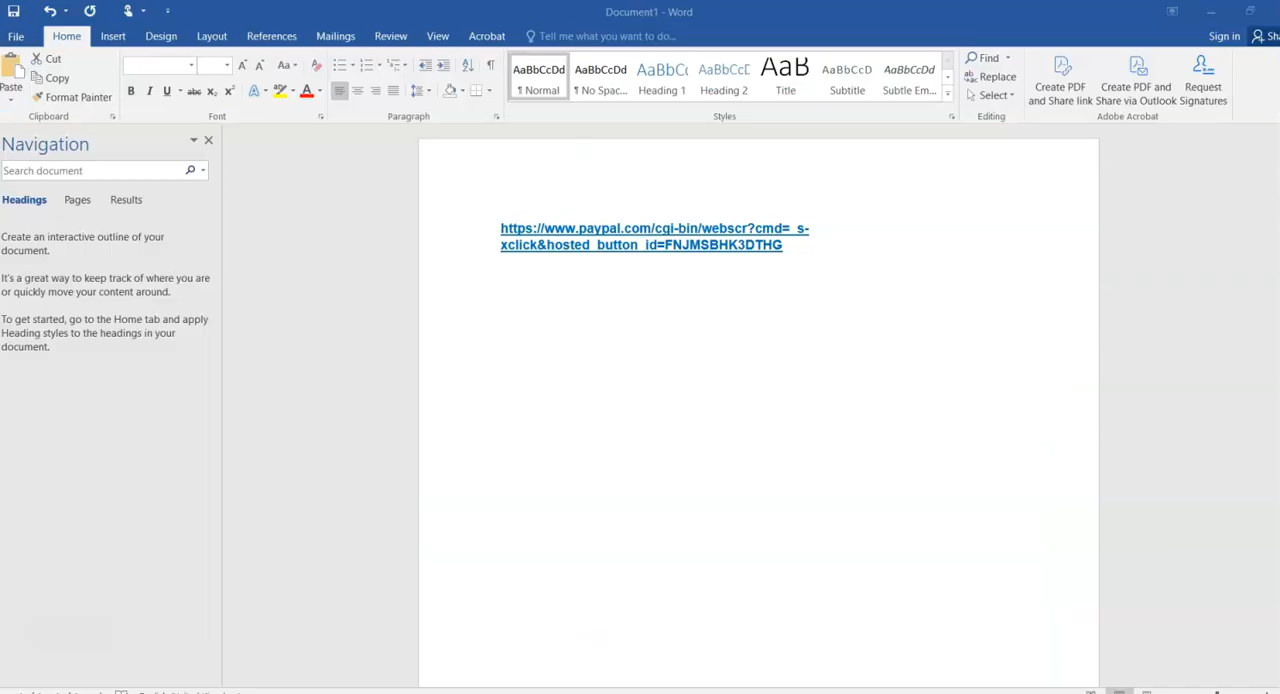 Document1 - Word
File Home Insert Design Layout References Mailings Review View Acrobat Tell me what you want to do... Sign in
Paste
Cut
Copy
Format Painter
Clipboard
Aa
B I U abc x₂ x² A A
Font
Paragraph
AaBbCcDd AaBbCcDd AaBbCc AaBbCcD AaB AaBbCcD AaBbCcDd
¶ Normal ¶ No Spac... Heading 1 Heading 2 Title Subtitle Subtle Em...
Styles
Find
Replace
Select
Editing
Create PDF and Share link
Create PDF and Share via Outlook
Request Signatures
Adobe Acrobat
Navigation
Search document
Headings Pages Results
Create an interactive outline of your
document.
It's a great way to keep track of where you are
or quickly move your content around.
To get started, go to the Home tab and apply
Heading styles to the headings in your
document.
https://www.paypal.com/cgi-bin/webscr?cmd=_s-
xclick&hosted_button_id=FNJMSBHK3DTHG